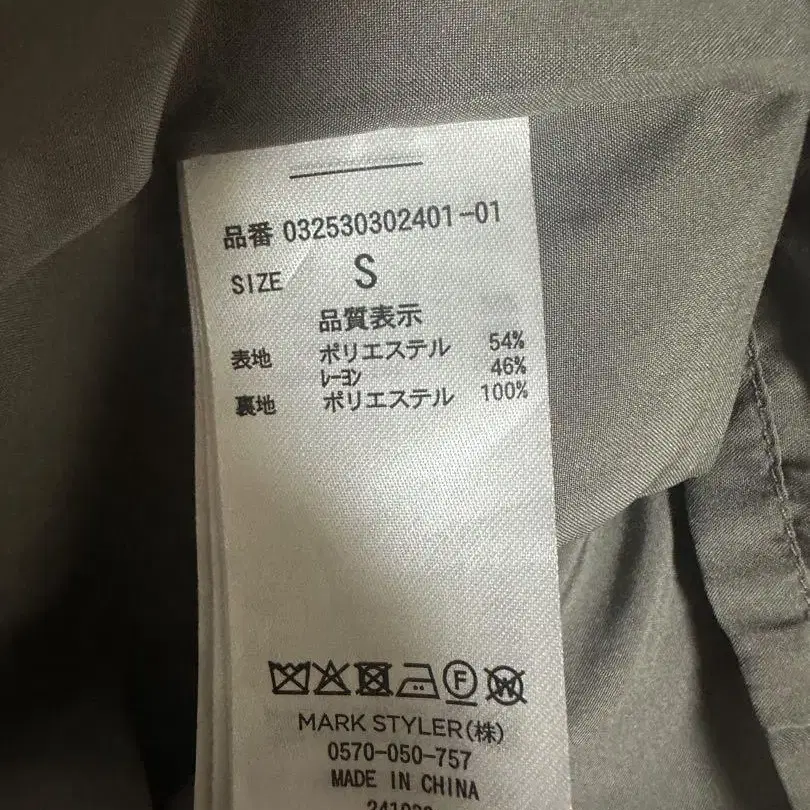 品番 032530302401-01
SIZE S
品質表示
表地 ポリエステル 54%
レーヨン 46%
裏地 ポリエステル 100%
F W
MARK STYLER(株)
0570-050-757
MADE IN CHINA